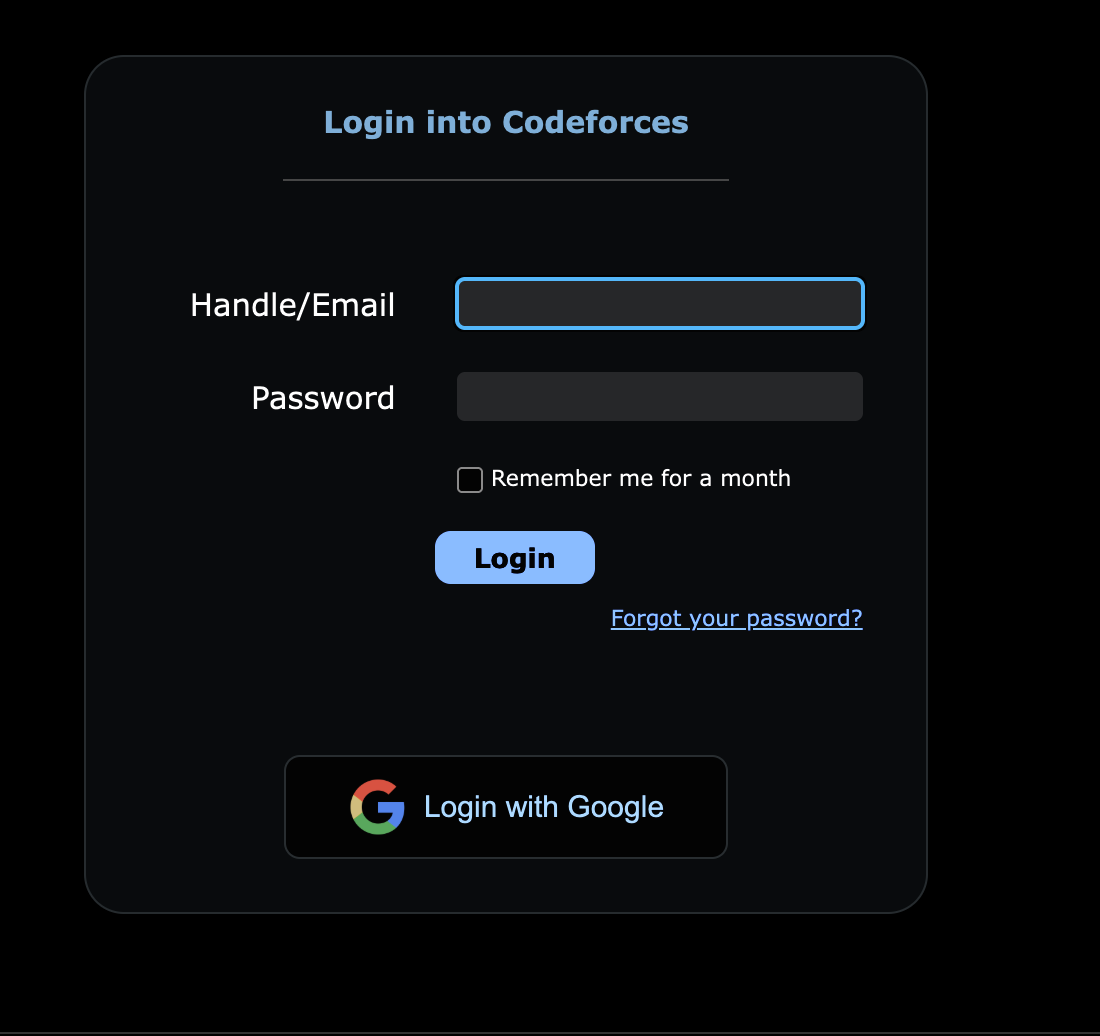 Login into Codeforces
Handle/Email
Password
Remember me for a month
Login
Forgot your password?
Login with Google